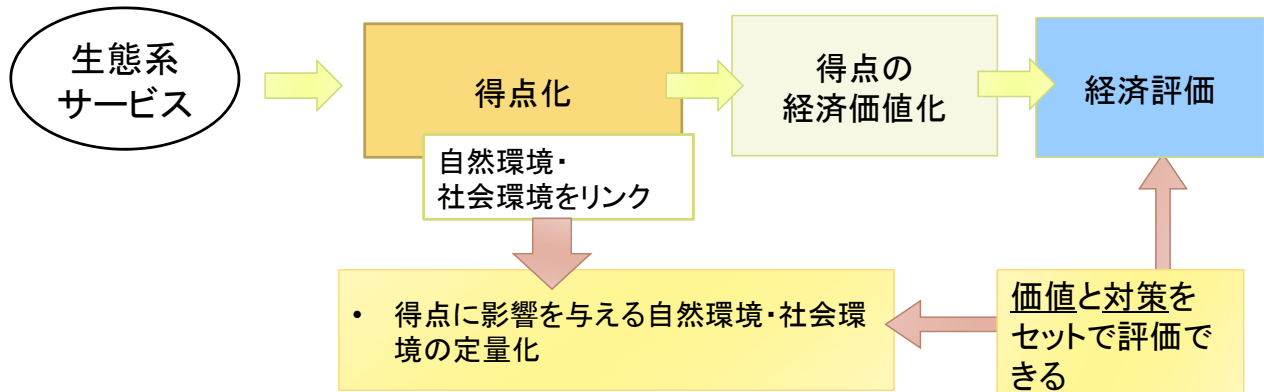 生態系
サービス
得点化
得点の
経済価値化
経済評価
自然環境・
社会環境をリンク
• 得点に影響を与える自然環境・社会環
境の定量化
価値と対策を
セットで評価で
きる